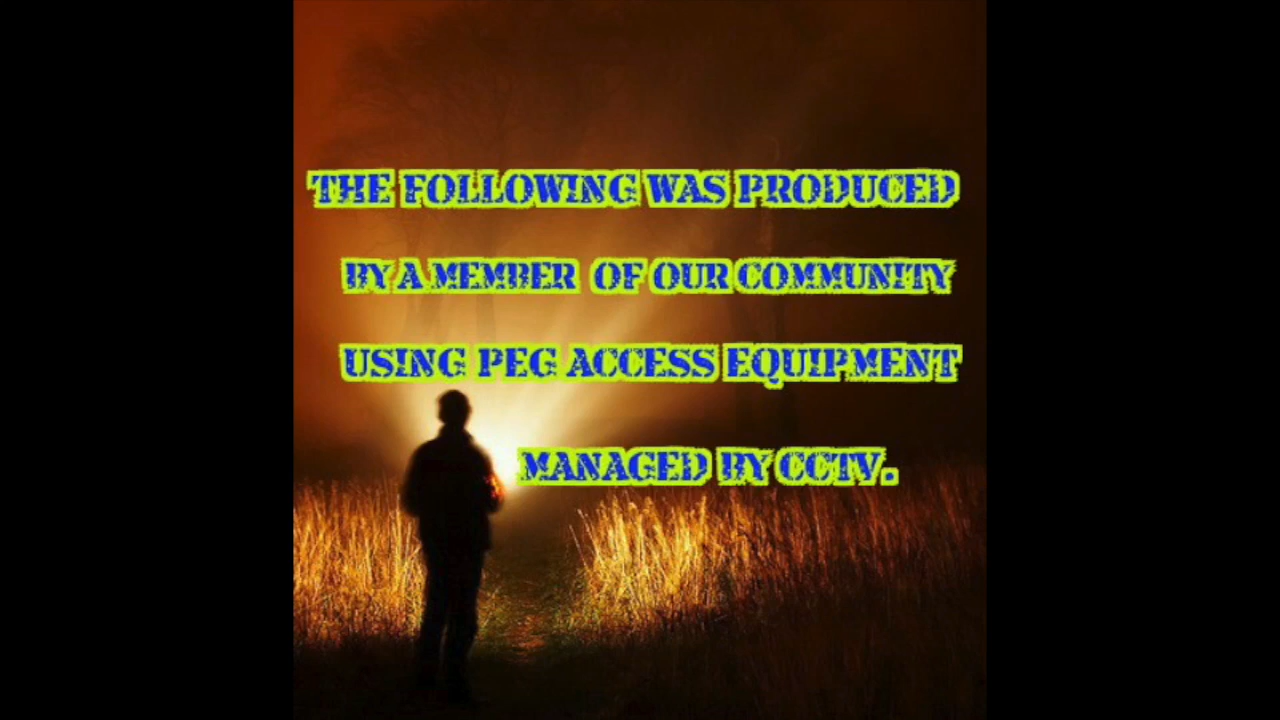 THE FOLLOWING WAS PRODUCED
BY A MEMBER OF OUR COMMUNITY
USING PEG ACCESS EQUIPMENT
MANAGED BY CCTV.